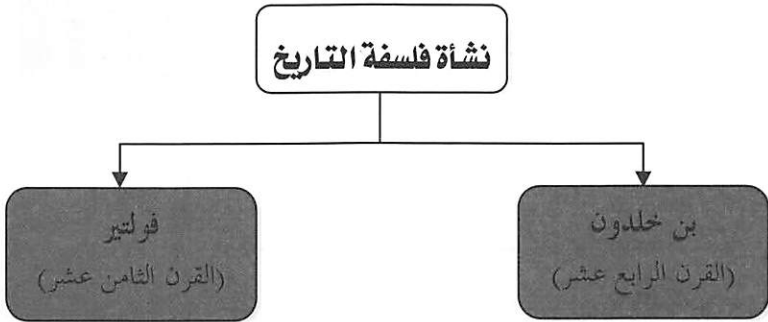 نشأة فلسفة التاريخ
بن خلدون
(القرن الرابع عشر)
فولتير
(القرن الثامن عشر)